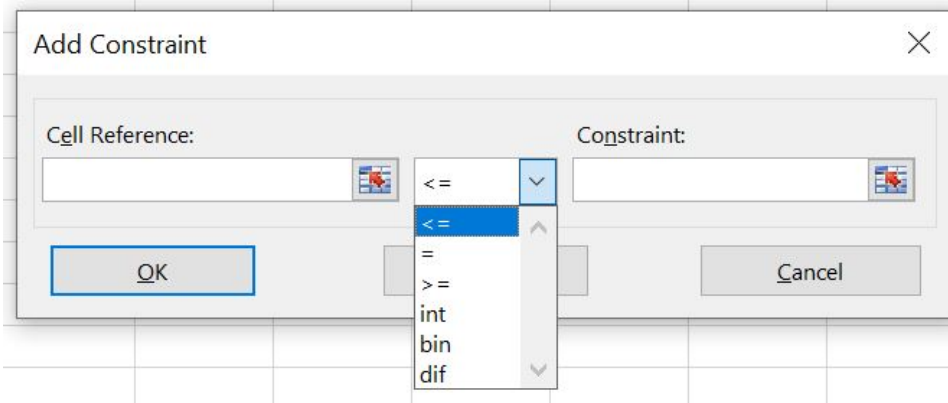 Add Constraint
Cell Reference:
Constraint:
<=
<=
=
>=
int
bin
dif
OK
Cancel